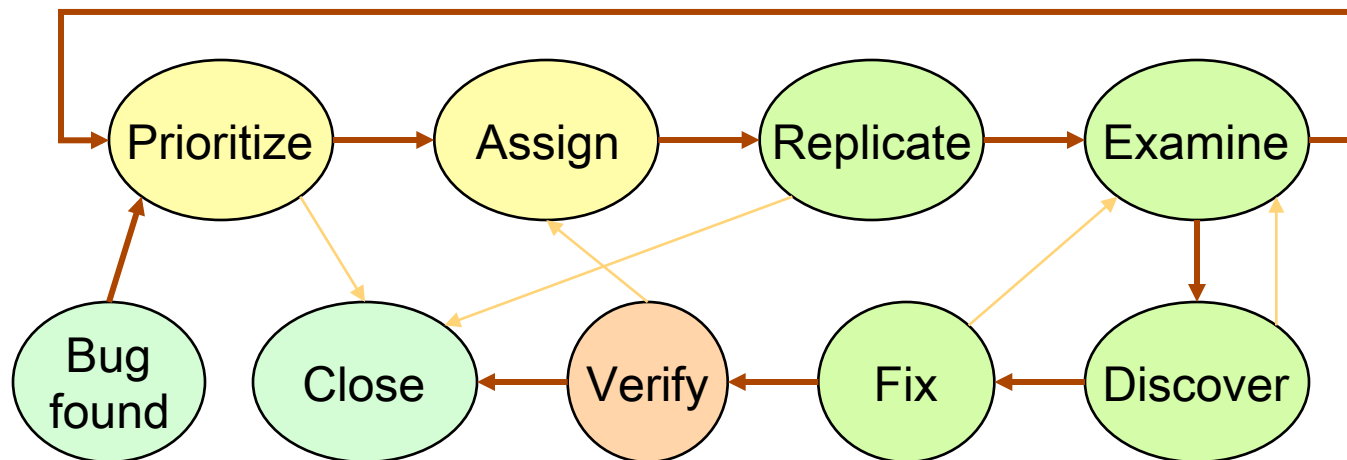 Prioritize
Assign
Replicate
Examine
Bug
found
Close
Verify
Fix
Discover